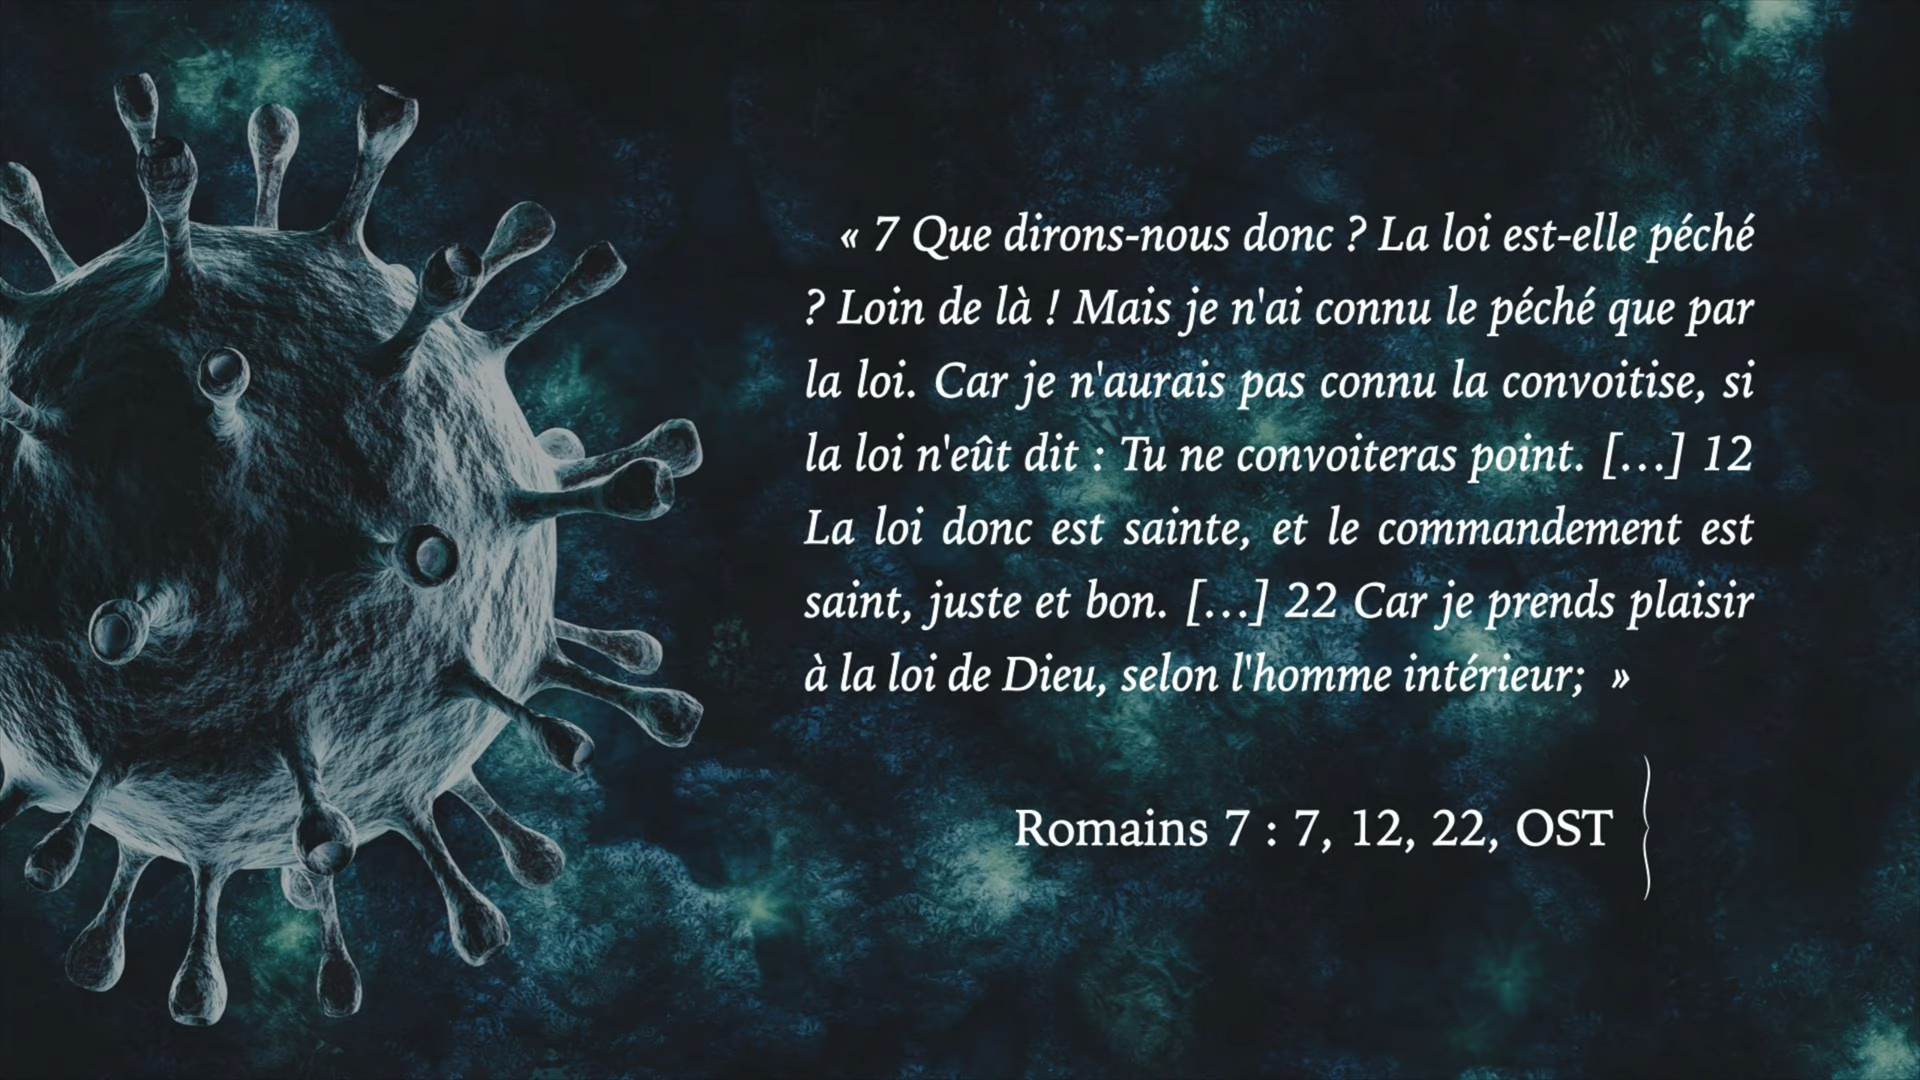 « 7 Que dirons-nous donc ? La loi est-elle péché
? Loin de là ! Mais je n'ai connu le péché que par
la loi. Car je n'aurais pas connu la convoitise, si
la loi n'eût dit : Tu ne convoiteras point. […] 12
La loi donc est sainte, et le commandement est
saint, juste et bon. […] 22 Car je prends plaisir
à la loi de Dieu, selon l'homme intérieur; »
Romains 7 : 7, 12, 22, OST